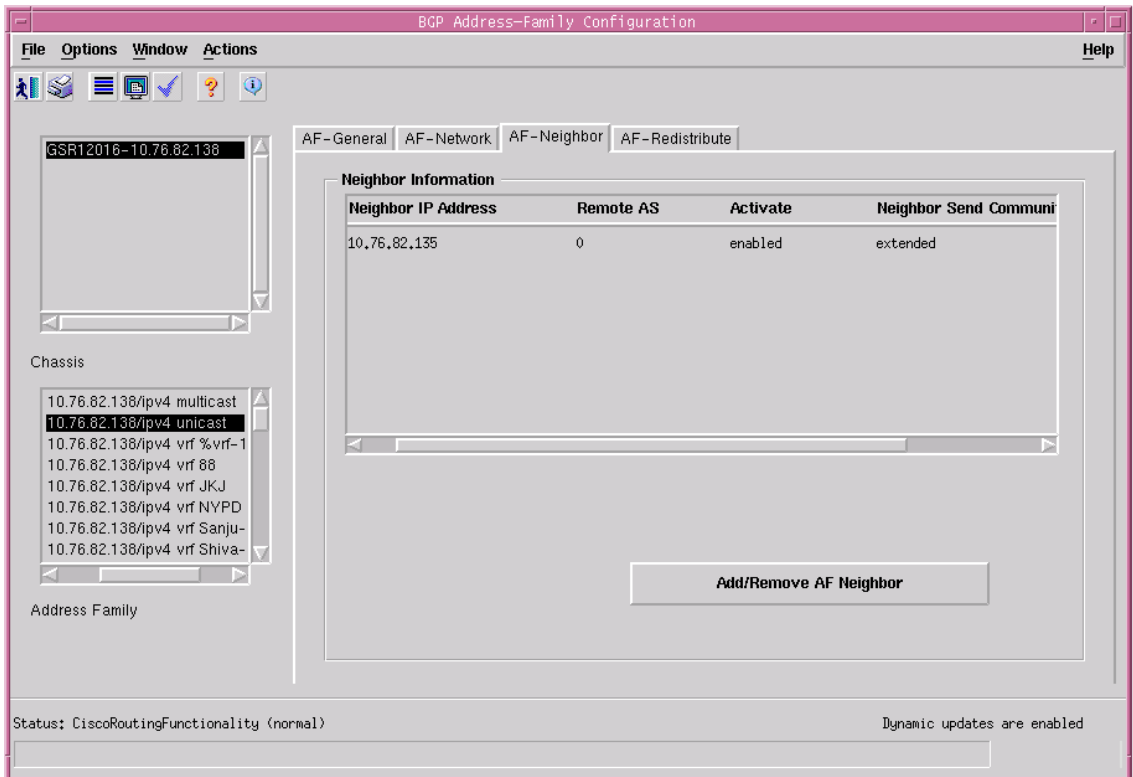 BGP Address-Family Configuration
File Options Window Actions Help
GSR12016-10.76.82.138
Chassis
10.76.82.138/ipv4 multicast
10.76.82.138/ipv4 unicast
10.76.82.138/ipv4 vrf %vrf-1
10.76.82.138/ipv4 vrf 88
10.76.82.138/ipv4 vrf JKJ
10.76.82.138/ipv4 vrf NYPD
10.76.82.138/ipv4 vrf Sanju-
10.76.82.138/ipv4 vrf Shiva-
Address Family
AF-General AF-Network AF-Neighbor AF-Redistribute
Neighbor Information
Neighbor IP Address Remote AS Activate Neighbor Send Communi
10.76.82.135 0 enabled extended
Add/Remove AF Neighbor
Status: CiscoRoutingFunctionality (normal) Dynamic updates are enabled